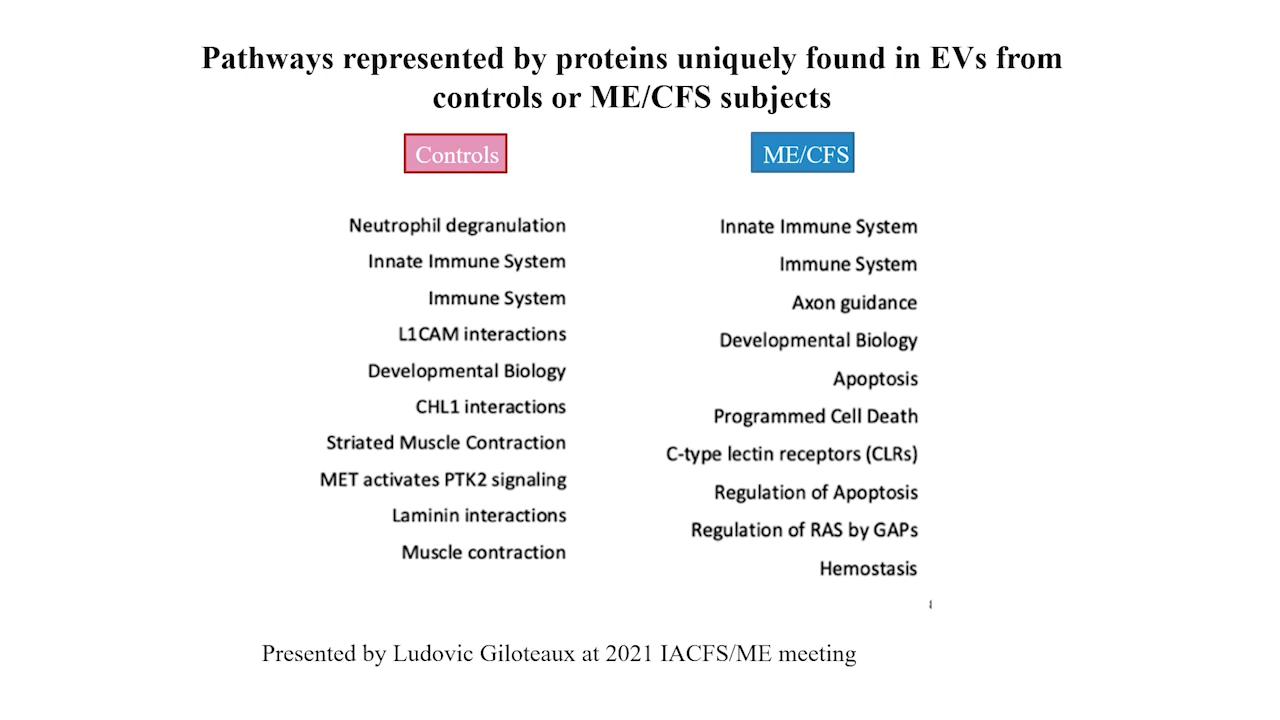 Pathways represented by proteins uniquely found in EVs from
controls or ME/CFS subjects
Controls
Neutrophil degranulation
Innate Immune System
Immune System
L1CAM interactions
Developmental Biology
CHL1 interactions
Striated Muscle Contraction
MET activates PTK2 signaling
Laminin interactions
Muscle contraction
ME/CFS
Innate Immune System
Immune System
Axon guidance
Developmental Biology
Apoptosis
Programmed Cell Death
C-type lectin receptors (CLRs)
Regulation of Apoptosis
Regulation of RAS by GAPs
Hemostasis
Presented by Ludovic Giloteaux at 2021 IACFS/ME meeting